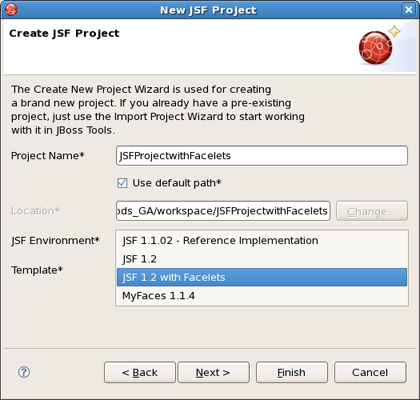 New JSF Project
Create JSF Project
The Create New Project Wizard is used for creating
a brand new project. If you already have a pre-existing
project, just use the Import Project Wizard to start working
with it in JBoss Tools.
Project Name* JSFProjectwithFacelets
Use default path*
Location* ods_GA/workspace/JSFProjectwithFacelets Change...
JSF Environment* JSF 1.1.02 - Reference Implementation
JSF 1.2
Template* JSF 1.2 with Facelets
MyFaces 1.1.4
? < Back Next > Finish Cancel